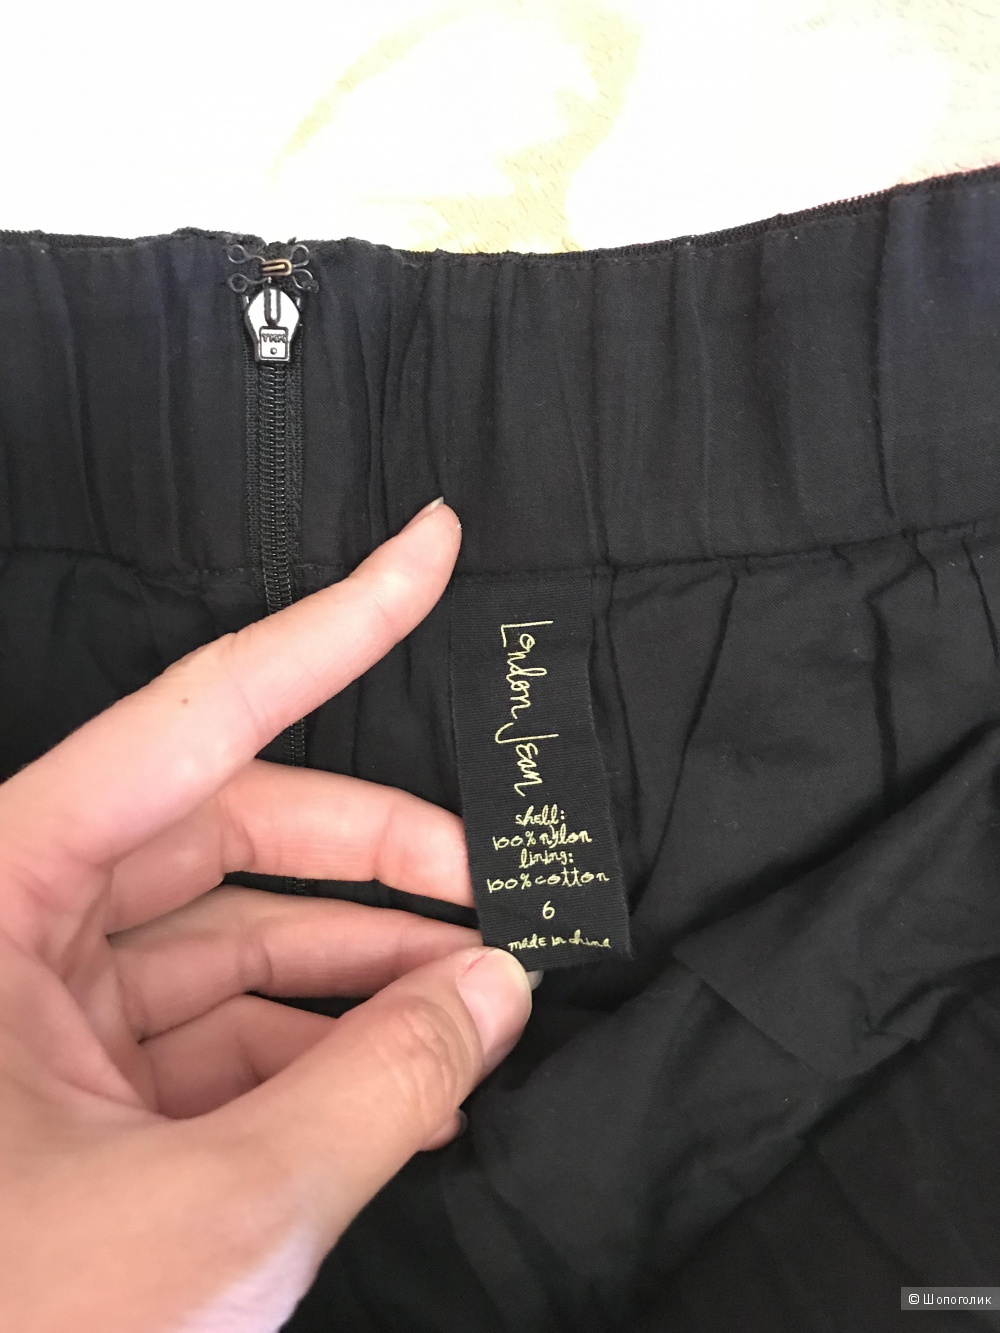 YKK
London Jean
shell:
100% nylon
lining:
100% cotton
6
made in china
© Шопоголик